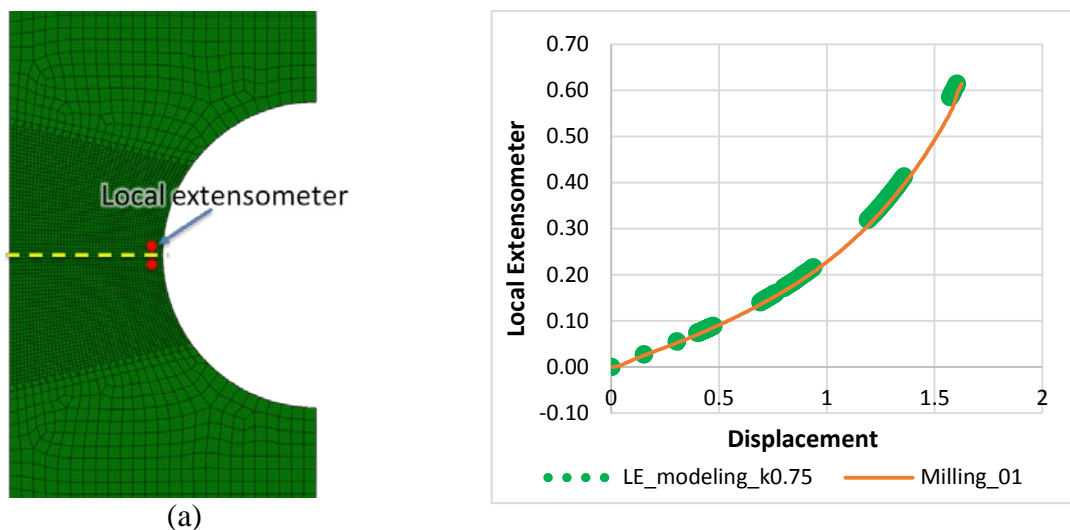 Local extensometer
(a)
0.70
0.60
0.50
0.40
0.30
0.20
0.10
0.00
-0.10
0 0.5 1 1.5 2
Local Extensometer
Displacement
LE_modeling_k0.75 Milling_01